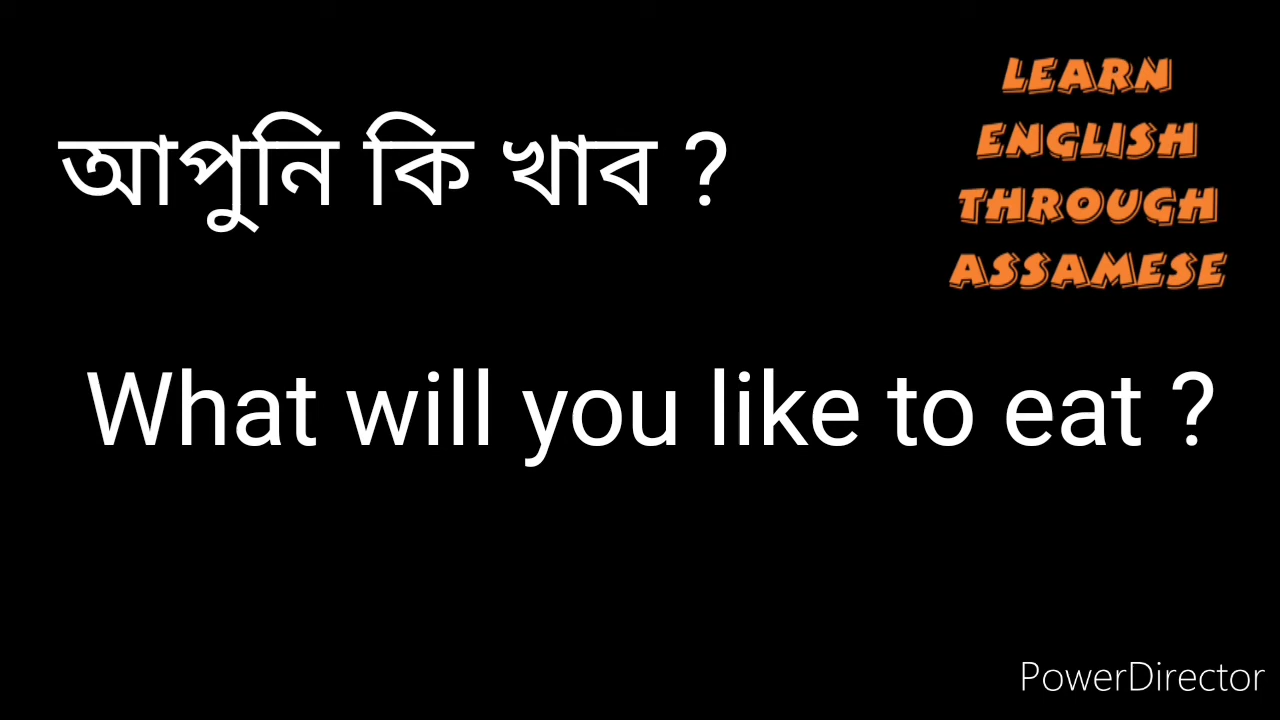 আপুনি কি খাব ?
LEARN
ENGLISH
THROUGH
ASSAMESE
What will you like to eat ?
PowerDirector